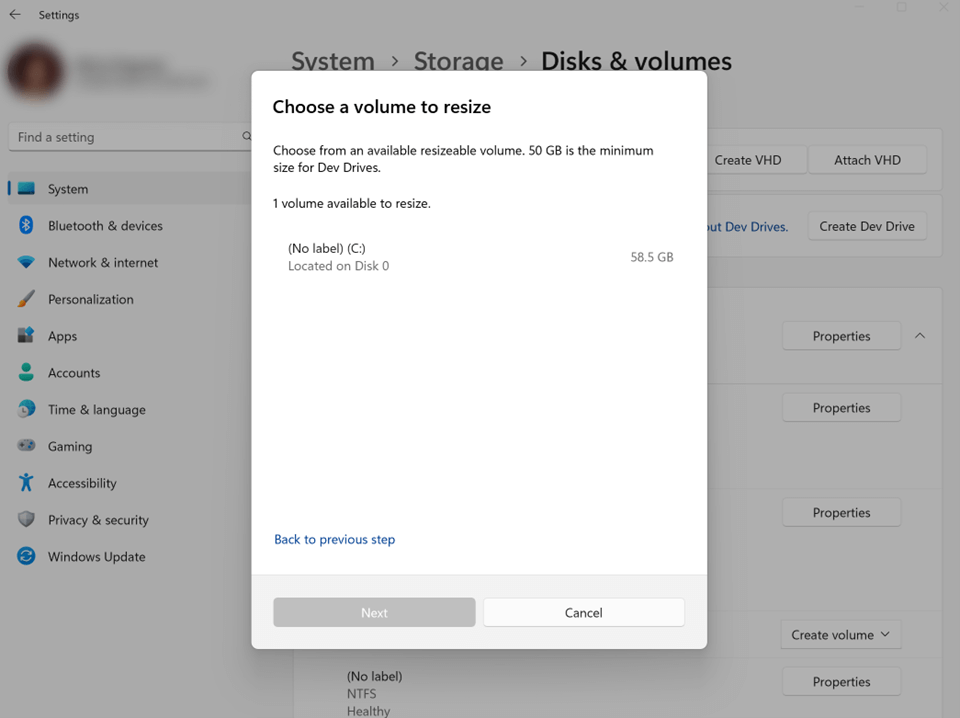 Settings
System > Storage > Disks & volumes
Find a setting
System
Bluetooth & devices
Network & internet
Personalization
Apps
Accounts
Time & language
Gaming
Accessibility
Privacy & security
Windows Update
Choose a volume to resize
Choose from an available resizeable volume. 50 GB is the minimum
size for Dev Drives.
1 volume available to resize.
(No label) (C:)
Located on Disk 0
58.5 GB
Back to previous step
Next
Cancel
Create VHD
Attach VHD
Dev Drives.
Create Dev Drive
Properties
Properties
Properties
Create volume
(No label)
NTFS
Healthy
Properties